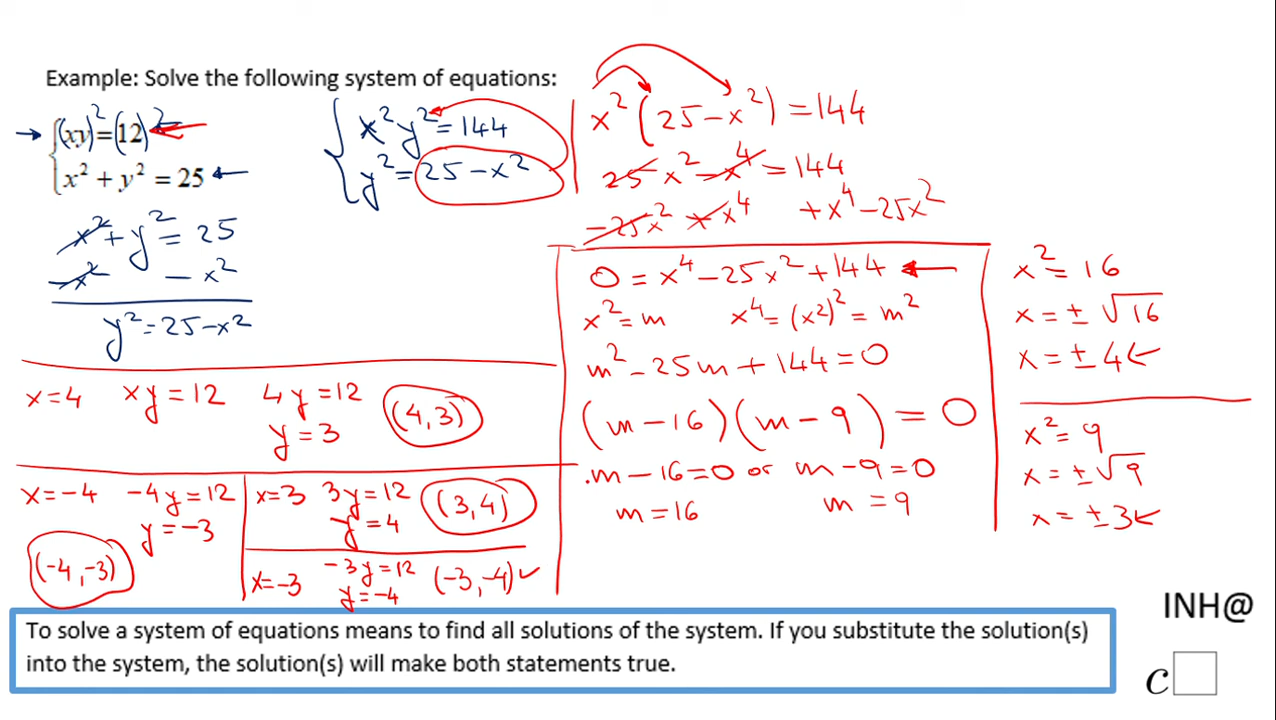 Example: Solve the following system of equations:
(xy)² = (12)²
x² + y² = 25
x² + y² = 25
-x² - x²
y² = 25 - x²
x²y² = 144
y² = 25 - x²
x²(25 - x²) = 144
25x² - x⁴ = 144
-25x² + x⁴ + x⁴ - 25x²
0 = x⁴ - 25x² + 144
x² = m x⁴ = (x²)² = m²
m² - 25m + 144 = 0
(m - 16)(m - 9) = 0
.m - 16 = 0 or m - 9 = 0
m = 16 m = 9
x² = 16
x = ± √16
x = ± 4
x² = 9
x = ± √9
x = ± 3
x = 4 xy = 12 4y = 12 (4,3)
y = 3
x = -4 -4y = 12
y = -3
(-4,-3)
x = 3 3y = 12 (3,4)
y = 4
x = -3 -3y = 12 (-3,-4)
y = -4
To solve a system of equations means to find all solutions of the system. If you substitute the solution(s)
into the system, the solution(s) will make both statements true.
INH@
c